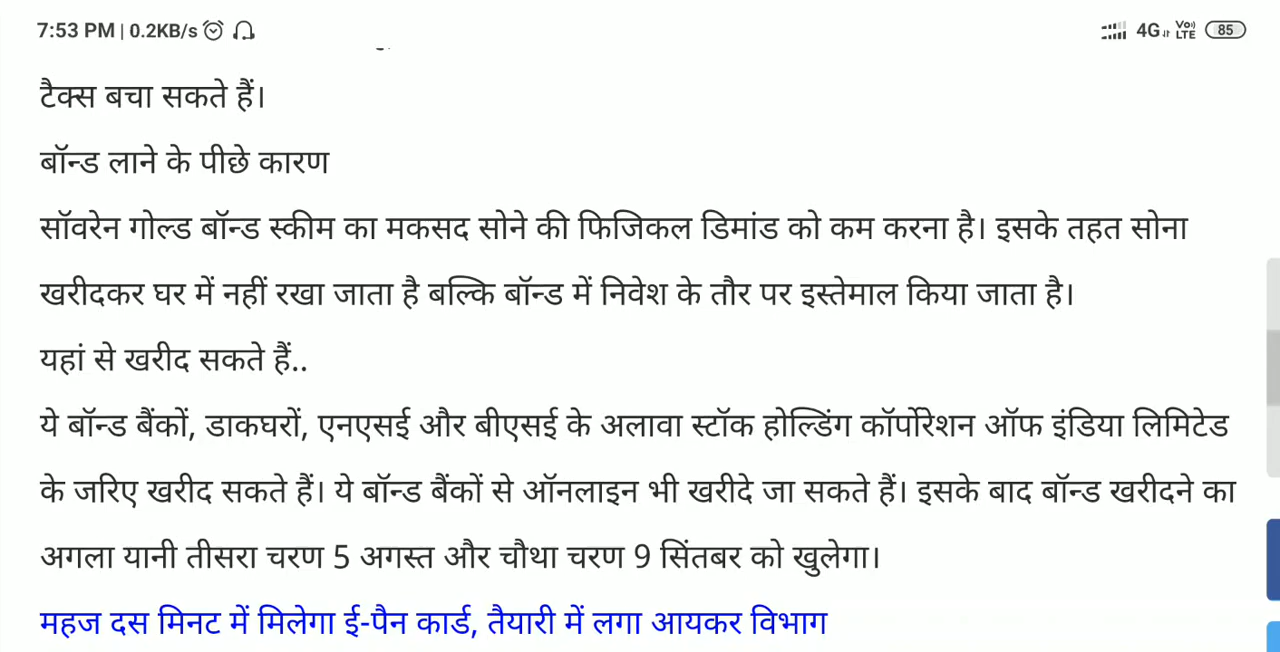 7:53 PM | 0.2KB/s 4G Vo) LTE 85
टैक्स बचा सकते हैं।
बॉन्ड लाने के पीछे कारण
सॉवरेन गोल्ड बॉन्ड स्कीम का मकसद सोने की फिजिकल डिमांड को कम करना है। इसके तहत सोना
खरीदकर घर में नहीं रखा जाता है बल्कि बॉन्ड में निवेश के तौर पर इस्तेमाल किया जाता है।
यहां से खरीद सकते हैं..
ये बॉन्ड बैंकों, डाकघरों, एनएसई और बीएसई के अलावा स्टॉक होल्डिंग कॉर्पोरेशन ऑफ इंडिया लिमिटेड
के जरिए खरीद सकते हैं। ये बॉन्ड बैंकों से ऑनलाइन भी खरीदे जा सकते हैं। इसके बाद बॉन्ड खरीदने का
अगला यानी तीसरा चरण 5 अगस्त और चौथा चरण 9 सिंतबर को खुलेगा।
महज दस मिनट में मिलेगा ई-पैन कार्ड, तैयारी में लगा आयकर विभाग